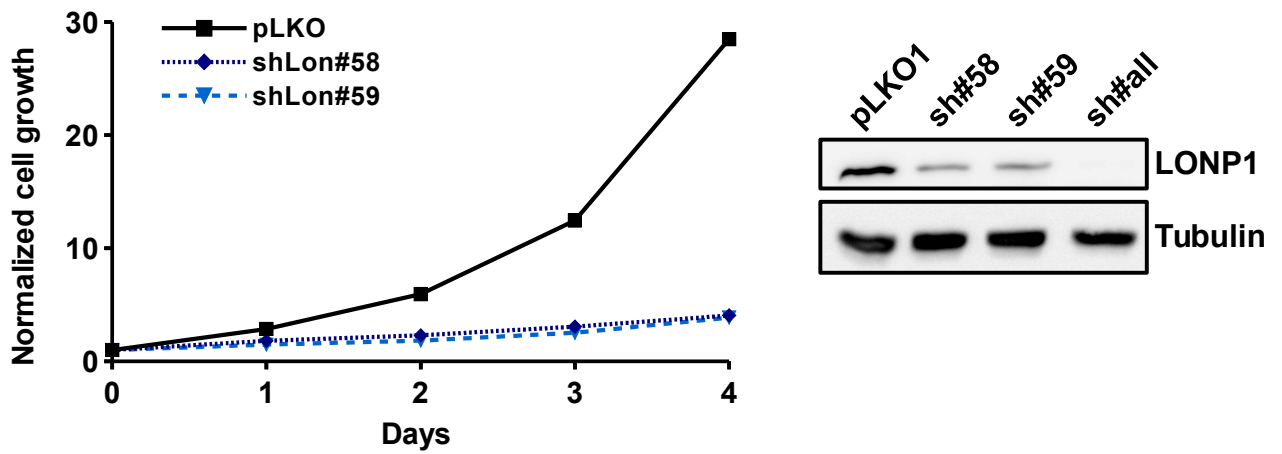 Normalized cell growth
30
20
10
0
pLKO
shLon#58
shLon#59
0 1 2 3 4
Days
pLKO1 sh#58 sh#59 sh#all
LONP1
Tubulin